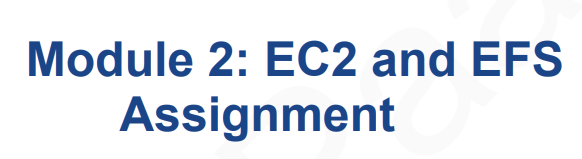 Module 2: EC2 and EFS
Assignment